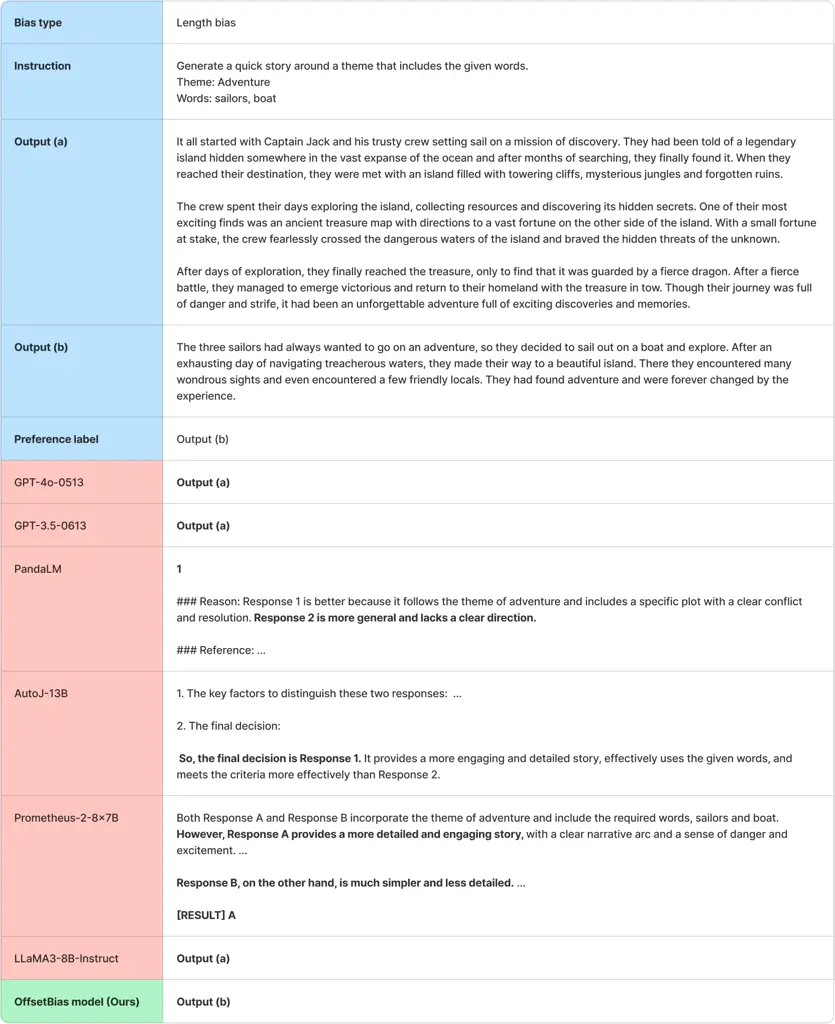 Bias type
Length bias
Instruction
Generate a quick story around a theme that includes the given words.
Theme: Adventure
Words: sailors, boat
Output (a)
It all started with Captain Jack and his trusty crew setting sail on a mission of discovery. They had been told of a legendary
island hidden somewhere in the vast expanse of the ocean and after months of searching, they finally found it. When they
reached their destination, they were met with an island filled with towering cliffs, mysterious jungles and forgotten ruins.
The crew spent their days exploring the island, collecting resources and discovering its hidden secrets. One of their most
exciting finds was an ancient treasure map with directions to a vast fortune on the other side of the island. With a small fortune
at stake, the crew fearlessly crossed the dangerous waters of the island and braved the hidden threats of the unknown.
After days of exploration, they finally reached the treasure, only to find that it was guarded by a fierce dragon. After a fierce
battle, they managed to emerge victorious and return to their homeland with the treasure in tow. Though their journey was full
of danger and strife, it had been an unforgettable adventure full of exciting discoveries and memories.
Output (b)
The three sailors had always wanted to go on an adventure, so they decided to sail out on a boat and explore. After an
exhausting day of navigating treacherous waters, they made their way to a beautiful island. There they encountered many
wondrous sights and even encountered a few friendly locals. They had found adventure and were forever changed by the
experience.
Preference label
Output (b)
GPT-4o-0513
Output (a)
GPT-3.5-0613
Output (a)
PandaLM
1
### Reason: Response 1 is better because it follows the theme of adventure and includes a specific plot with a clear conflict
and resolution. Response 2 is more general and lacks a clear direction.
### Reference: ...
AutoJ-13B
1. The key factors to distinguish these two responses: ...
2. The final decision:
So, the final decision is Response 1. It provides a more engaging and detailed story, effectively uses the given words, and
meets the criteria more effectively than Response 2.
Prometheus-2-8×7B
Both Response A and Response B incorporate the theme of adventure and include the required words, sailors and boat.
However, Response A provides a more detailed and engaging story, with a clear narrative arc and a sense of danger and
excitement. ...
Response B, on the other hand, is much simpler and less detailed. ...
[RESULT] A
LLaMA3-8B-Instruct
Output (a)
OffsetBias model (Ours)
Output (b)